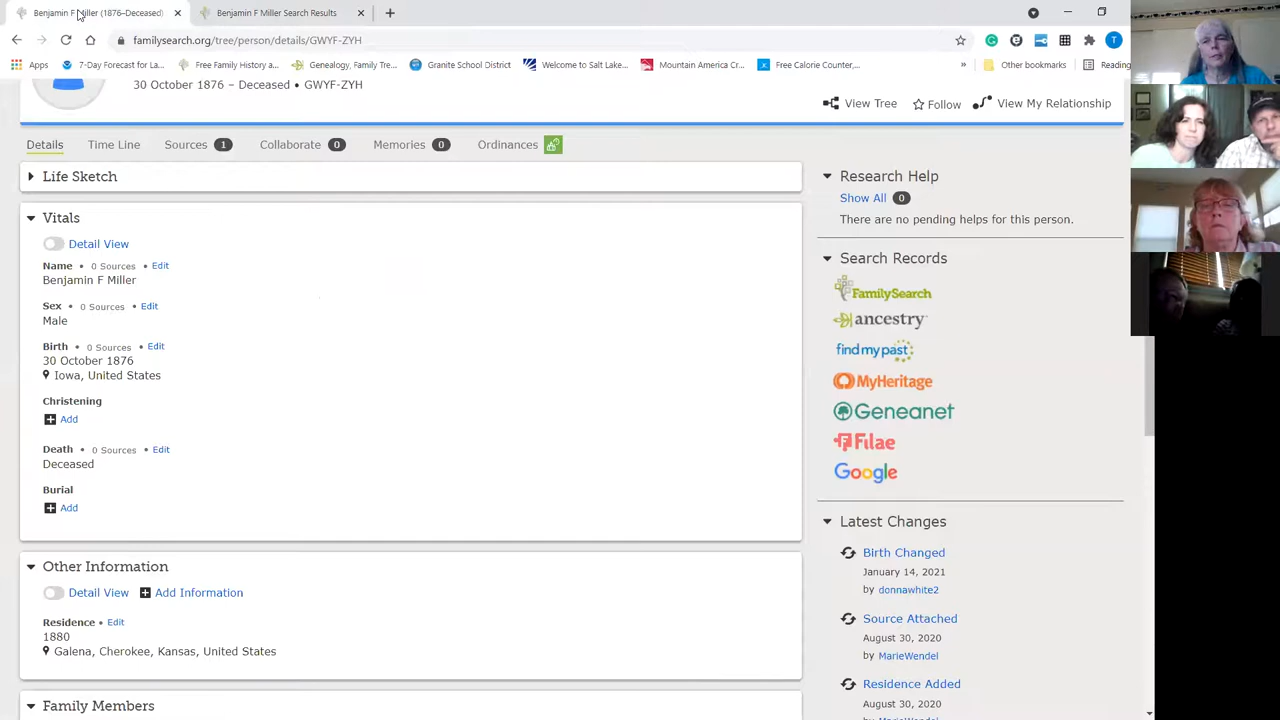 Benjamin F Miller (1876–Deceased)
Benjamin F Miller Search Results
familysearch.org/tree/person/details/GWYF-ZYH
T
Apps
7-Day Forecast for La...
Free Family History a...
Genealogy, Family Tre...
Granite School District
Welcome to Salt Lake...
Mountain America Cr...
Free Calorie Counter,...
»
Other bookmarks
Reading
30 October 1876 – Deceased • GWYF-ZYH
View Tree
Follow
View My Relationship
Details
Time Line
Sources 1
Collaborate 0
Memories 0
Ordinances
Life Sketch
Vitals
Detail View
Name • 0 Sources • Edit
Benjamin F Miller
Sex • 0 Sources • Edit
Male
Birth • 0 Sources • Edit
30 October 1876
Iowa, United States
Christening
Add
Death • 0 Sources • Edit
Deceased
Burial
Add
Other Information
Detail View
Add Information
Residence • Edit
1880
Galena, Cherokee, Kansas, United States
Family Members
Research Help
Show All 0
There are no pending helps for this person.
Search Records
FamilySearch
ancestry
findmypast
MyHeritage
Geneanet
Filae
Google
Latest Changes
Birth Changed
January 14, 2021
by donnawhite2
Source Attached
August 30, 2020
by MarieWendel
Residence Added
August 30, 2020
by MarieWendel